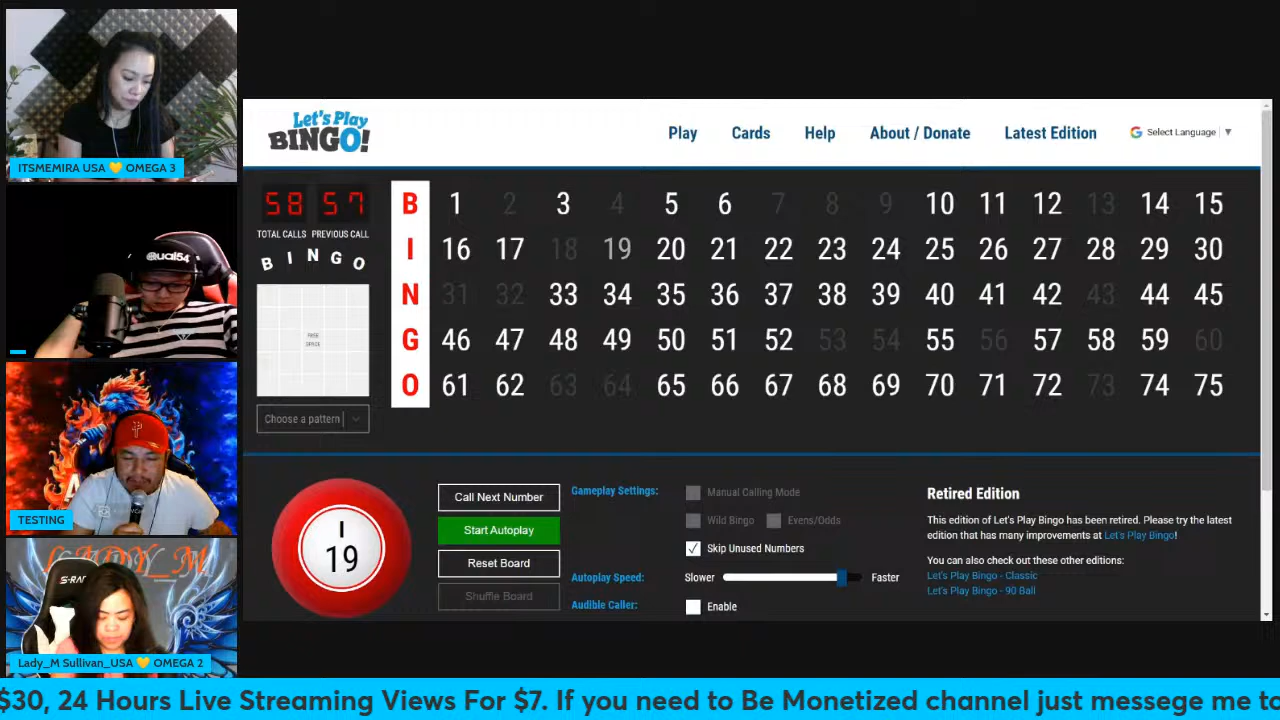 ITSMEMIRA USA 💛 OMEGA 3
TESTING
LADY_M
Lady_M Sullivan_USA 💛 OMEGA 2
Let's Play
BINGO!
Play Cards Help About / Donate Latest Edition Select Language ▼
58 57
TOTAL CALLS PREVIOUS CALL
B I N G O
FREE
SPACE
Choose a pattern
B 1 2 3 4 5 6 7 8 9 10 11 12 13 14 15
I 16 17 18 19 20 21 22 23 24 25 26 27 28 29 30
N 31 32 33 34 35 36 37 38 39 40 41 42 43 44 45
G 46 47 48 49 50 51 52 53 54 55 56 57 58 59 60
O 61 62 63 64 65 66 67 68 69 70 71 72 73 74 75
I
19
Call Next Number
Start Autoplay
Reset Board
Shuffle Board
Gameplay Settings:
Manual Calling Mode
Wild Bingo Evens/Odds
Skip Unused Numbers
Autoplay Speed: Slower Faster
Audible Caller: Enable
Retired Edition
This edition of Let's Play Bingo has been retired. Please try the latest
edition that has many improvements at Let's Play Bingo!
You can also check out these other editions:
Let's Play Bingo - Classic
Let's Play Bingo - 90 Ball
$30, 24 Hours Live Streaming Views For $7. If you need to Be Monetized channel just messege me to